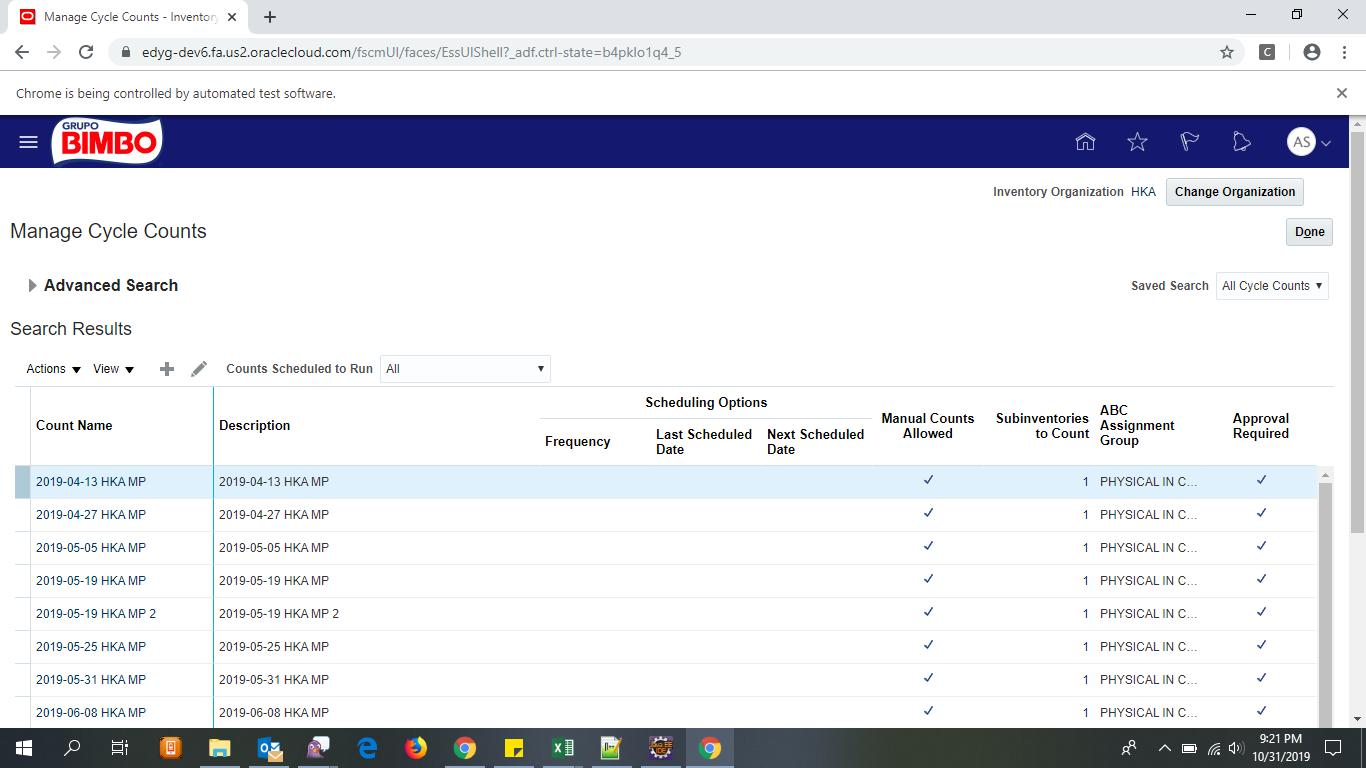 Manage Cycle Counts - Inventory
edyg-dev6.fa.us2.oraclecloud.com/fscmUI/faces/EssUIShell?_adf.ctrl-state=b4pklo1q4_5
C
Chrome is being controlled by automated test software.
GRUPO
BIMBO
AS
Inventory Organization HKA Change Organization
Manage Cycle Counts
Done
Advanced Search
Saved Search All Cycle Counts
Search Results
Actions View Counts Scheduled to Run All
Count Name Description Scheduling Options Frequency Last Scheduled Date Next Scheduled Date Manual Counts Allowed Subinventories to Count ABC Assignment Group Approval Required
2019-04-13 HKA MP 2019-04-13 HKA MP ✓ 1 PHYSICAL IN C... ✓
2019-04-27 HKA MP 2019-04-27 HKA MP ✓ 1 PHYSICAL IN C... ✓
2019-05-05 HKA MP 2019-05-05 HKA MP ✓ 1 PHYSICAL IN C... ✓
2019-05-19 HKA MP 2019-05-19 HKA MP ✓ 1 PHYSICAL IN C... ✓
2019-05-19 HKA MP 2 2019-05-19 HKA MP 2 ✓ 1 PHYSICAL IN C... ✓
2019-05-25 HKA MP 2019-05-25 HKA MP ✓ 1 PHYSICAL IN C... ✓
2019-05-31 HKA MP 2019-05-31 HKA MP ✓ 1 PHYSICAL IN C... ✓
2019-06-08 HKA MP 2019-06-08 HKA MP ✓ 1 PHYSICAL IN C... ✓
9:21 PM
10/31/2019